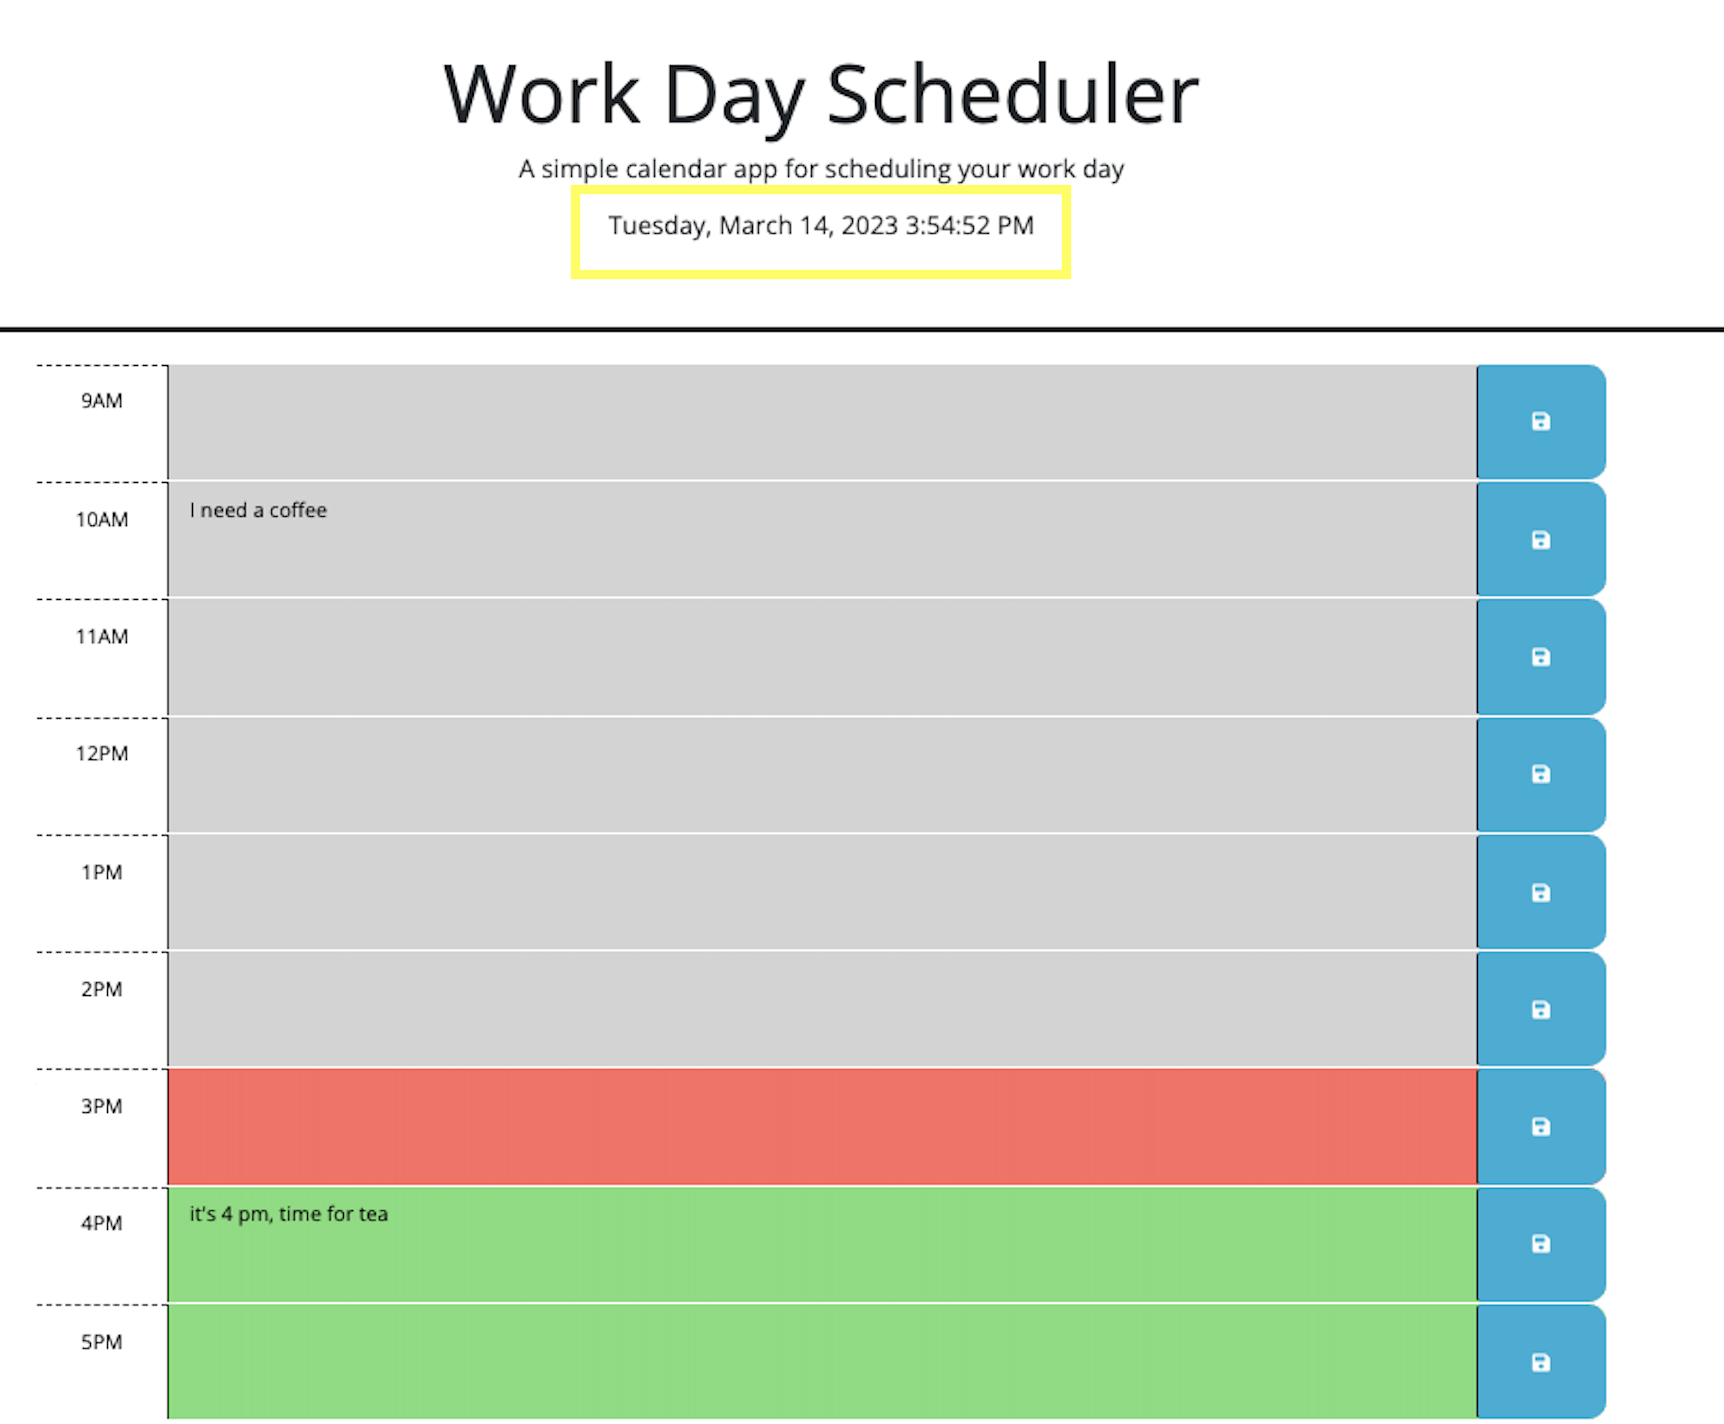 Work Day Scheduler
A simple calendar app for scheduling your work day
Tuesday, March 14, 2023 3:54:52 PM
9AM
10AM I need a coffee
11AM
12PM
1PM
2PM
3PM
4PM it's 4 pm, time for tea
5PM